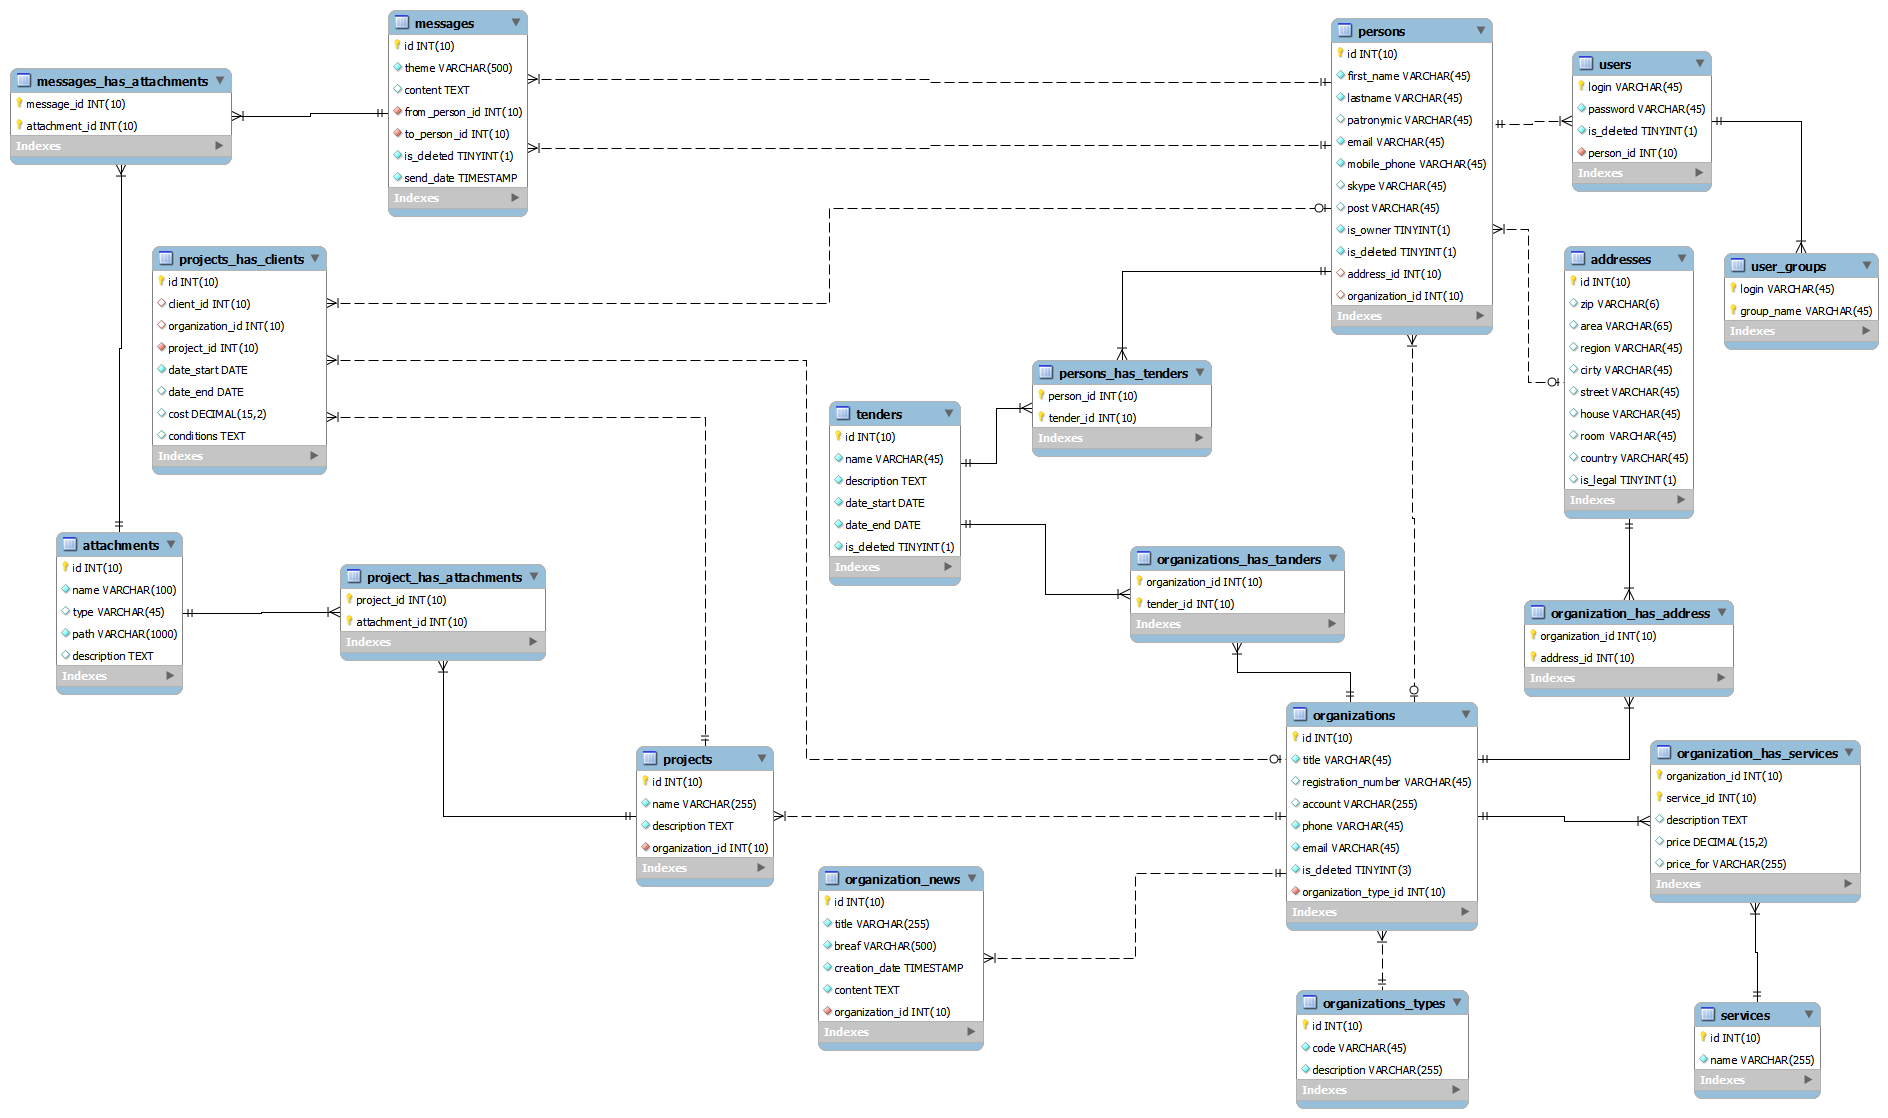 messages
id INT(10)
theme VARCHAR(500)
content TEXT
from_person_id INT(10)
to_person_id INT(10)
is_deleted TINYINT(1)
send_date TIMESTAMP
Indexes
persons
id INT(10)
first_name VARCHAR(45)
lastname VARCHAR(45)
patronymic VARCHAR(45)
email VARCHAR(45)
mobile_phone VARCHAR(45)
skype VARCHAR(45)
post VARCHAR(45)
is_owner TINYINT(1)
is_deleted TINYINT(1)
address_id INT(10)
organization_id INT(10)
Indexes
users
login VARCHAR(45)
password VARCHAR(45)
is_deleted TINYINT(1)
person_id INT(10)
Indexes
messages_has_attachments
message_id INT(10)
attachment_id INT(10)
Indexes
projects_has_clients
id INT(10)
client_id INT(10)
organization_id INT(10)
project_id INT(10)
date_start DATE
date_end DATE
cost DECIMAL(15,2)
conditions TEXT
Indexes
addresses
id INT(10)
zip VARCHAR(6)
area VARCHAR(65)
region VARCHAR(45)
cirty VARCHAR(45)
street VARCHAR(45)
house VARCHAR(45)
room VARCHAR(45)
country VARCHAR(45)
is_legal TINYINT(1)
Indexes
user_groups
login VARCHAR(45)
group_name VARCHAR(45)
Indexes
persons_has_tenders
person_id INT(10)
tender_id INT(10)
Indexes
tenders
id INT(10)
name VARCHAR(45)
description TEXT
date_start DATE
date_end DATE
is_deleted TINYINT(1)
Indexes
attachments
id INT(10)
name VARCHAR(100)
type VARCHAR(45)
path VARCHAR(1000)
description TEXT
Indexes
project_has_attachments
project_id INT(10)
attachment_id INT(10)
Indexes
organizations_has_tanders
organization_id INT(10)
tender_id INT(10)
Indexes
organization_has_address
organization_id INT(10)
address_id INT(10)
Indexes
organizations
id INT(10)
title VARCHAR(45)
registration_number VARCHAR(45)
account VARCHAR(255)
phone VARCHAR(45)
email VARCHAR(45)
is_deleted TINYINT(3)
organization_type_id INT(10)
Indexes
projects
id INT(10)
name VARCHAR(255)
description TEXT
organization_id INT(10)
Indexes
organization_has_services
organization_id INT(10)
service_id INT(10)
description TEXT
price DECIMAL(15,2)
price_for VARCHAR(255)
Indexes
organization_news
id INT(10)
title VARCHAR(255)
breaf VARCHAR(500)
creation_date TIMESTAMP
content TEXT
organization_id INT(10)
Indexes
organizations_types
id INT(10)
code VARCHAR(45)
description VARCHAR(255)
Indexes
services
id INT(10)
name VARCHAR(255)
Indexes